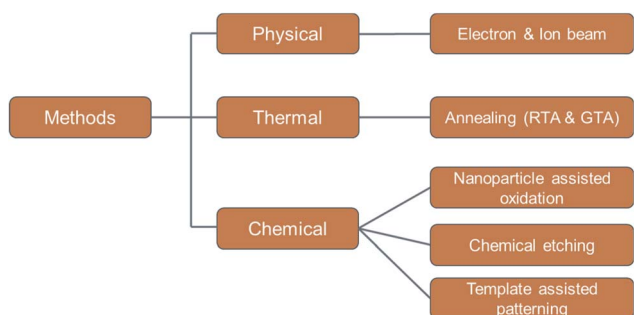 Physical
Electron & Ion beam
Methods
Thermal
Annealing (RTA & GTA)
Nanoparticle assisted
oxidation
Chemical
Chemical etching
Template assisted
patterning